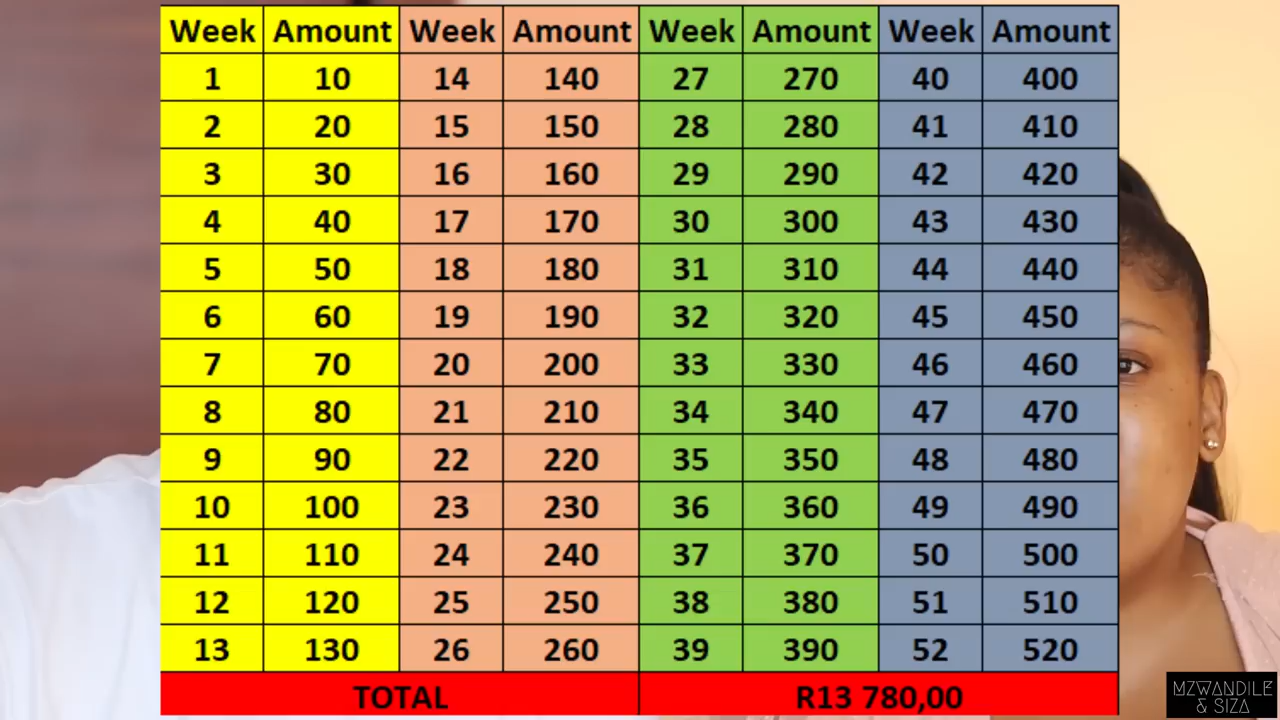 Week Amount Week Amount Week Amount Week Amount
1 10 14 140 27 270 40 400
2 20 15 150 28 280 41 410
3 30 16 160 29 290 42 420
4 40 17 170 30 300 43 430
5 50 18 180 31 310 44 440
6 60 19 190 32 320 45 450
7 70 20 200 33 330 46 460
8 80 21 210 34 340 47 470
9 90 22 220 35 350 48 480
10 100 23 230 36 360 49 490
11 110 24 240 37 370 50 500
12 120 25 250 38 380 51 510
13 130 26 260 39 390 52 520
TOTAL R13 780,00
MZWANDILE
& SIZA